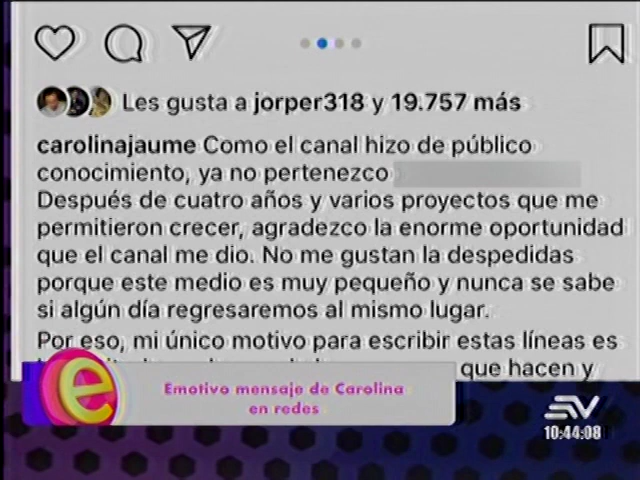 Les gusta a jorper318 y 19.757 más
carolinajaume Como el canal hizo de público
conocimiento, ya no pertenezco
Después de cuatro años y varios proyectos que me
permitieron crecer, agradezco la enorme oportunidad
que el canal me dio. No me gustan la despedidas
porque este medio es muy pequeño y nunca se sabe
si algún día regresaremos al mismo lugar.
Por eso, mi único motivo para escribir estas líneas es
que hacen y
e
Emotivo mensaje de Carolina
en redes
10:44:08